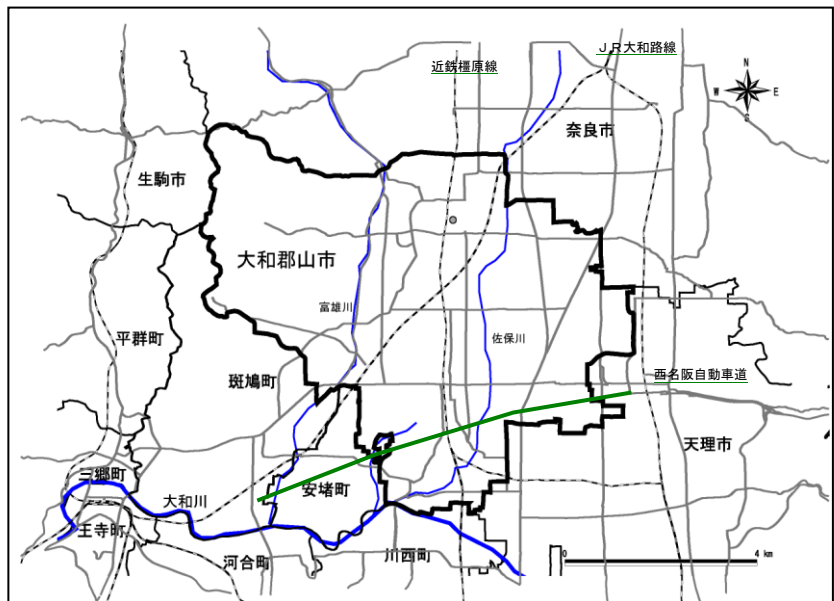 近鉄橿原線
ＪＲ大和路線
N
W
E
S
奈良市
生駒市
大和郡山市
富雄川
佐保川
平群町
斑鳩町
西名阪自動車道
天理市
三郷町
大和川
安堵町
王寺町
河合町
川西町
0
4 km